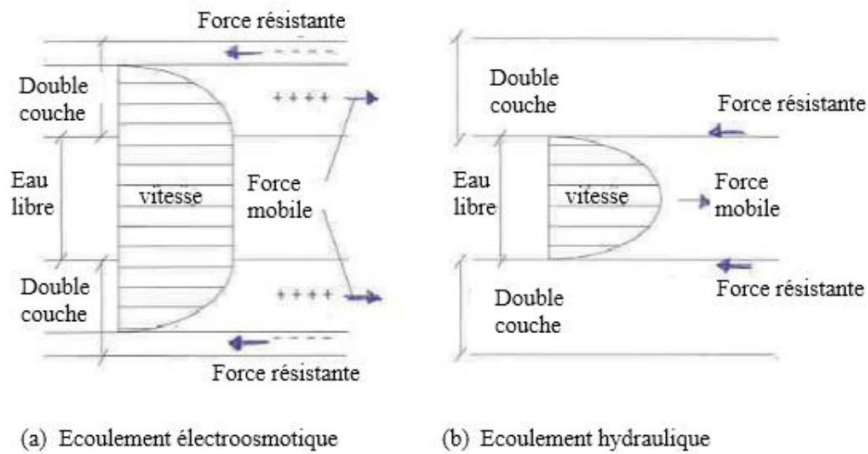 Force résistante
- - - - - -
Double
couche
+ + + +
Eau
libre
vitesse
Force
mobile
Double
couche
+ + + +
- - - - - -
Force résistante
(a) Ecoulement électroosmotique
Double
couche
Force résistante
Eau
libre
vitesse
Force
mobile
Force résistante
Double
couche
(b) Ecoulement hydraulique